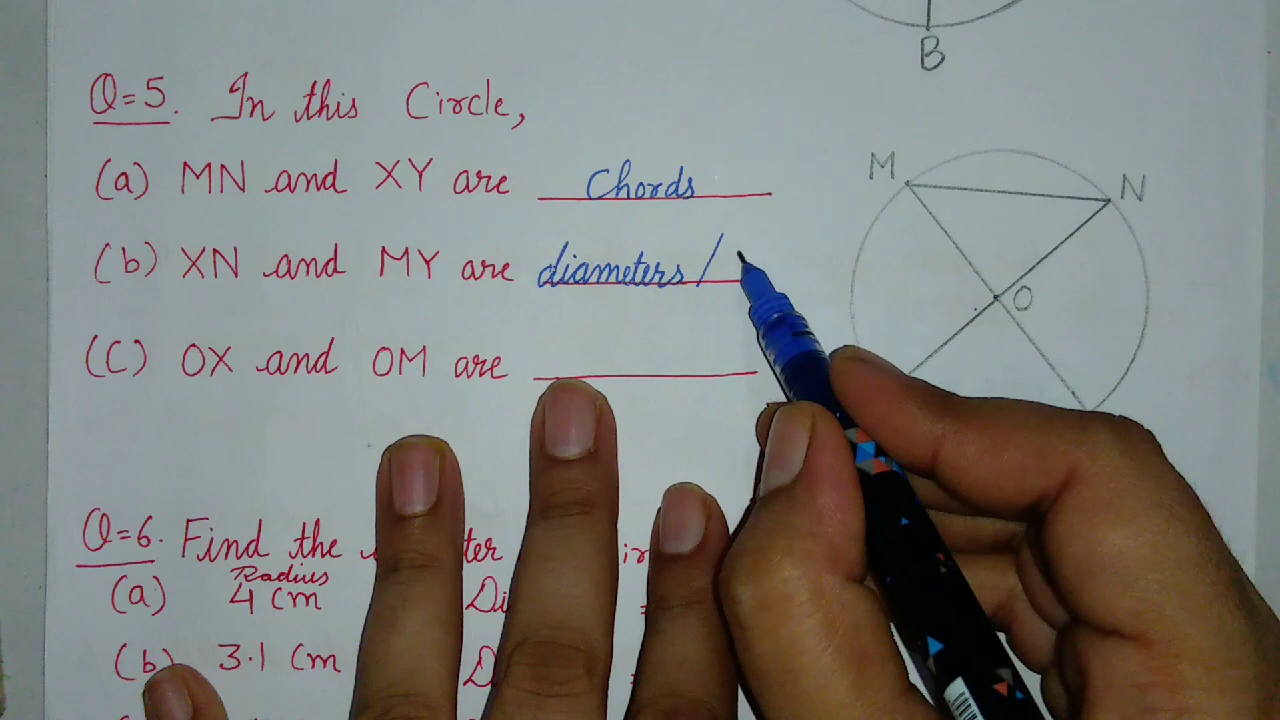 B
Q=5. In this Circle,
(a) MN and XY are Chords
M
N
(b) XN and MY are diameters /
O
(C) OX and OM are
Q=6. Find the
Radius
(a) 4 cm
(b) 3.1 cm